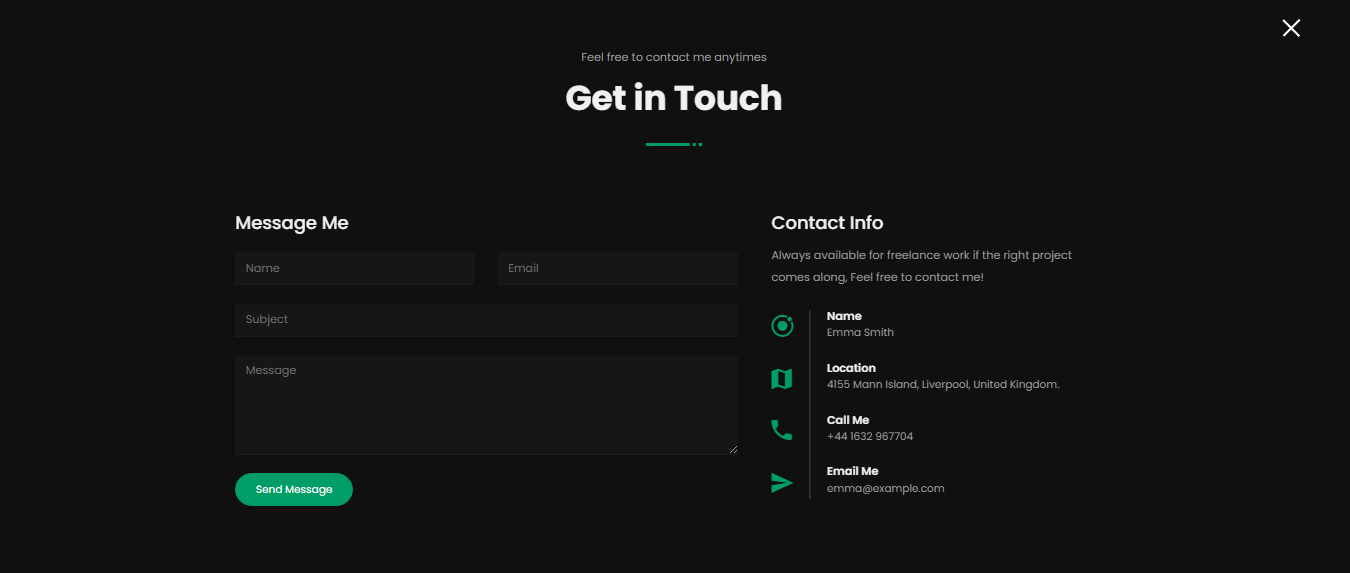 Feel free to contact me anytimes
Get in Touch
Message Me
Name
Email
Subject
Message
Send Message
Contact Info
Always available for freelance work if the right project
comes along, Feel free to contact me!
Name
Emma Smith
Location
4155 Mann Island, Liverpool, United Kingdom.
Call Me
+44 1632 967704
Email Me
emma@example.com